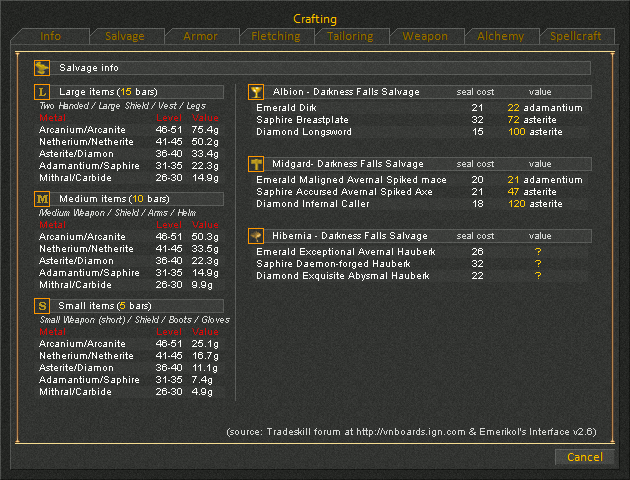 Crafting
Info Salvage Armor Fletching Tailoring Weapon Alchemy Spellcraft
Salvage info
L Large items (15 bars)
Two Handed / Large Shield / Vest / Legs
Metal Level Value
Arcanium/Arcanite 46-51 75.4g
Netherium/Netherite 41-45 50.2g
Asterite/Diamon 36-40 33.4g
Adamantium/Saphire 31-35 22.3g
Mithral/Carbide 26-30 14.9g
M Medium items (10 bars)
/Medium Weapon / Shield / Arms / Helm
Metal Level Value
Arcanium/Arcanite 46-51 50.3g
Netherium/Netherite 41-45 33.5g
Asterite/Diamon 36-40 22.3g
Adamantium/Saphire 31-35 14.9g
Mithral/Carbide 26-30 9.9g
S Small items (5 bars)
Small Weapon (short) / Shield / Boots / Gloves
Metal Level Value
Arcanium/Arcanite 46-51 25.1g
Netherium/Netherite 41-45 16.7g
Asterite/Diamon 36-40 11.1g
Adamantium/Saphire 31-35 7.4g
Mithral/Carbide 26-30 4.9g
Albion - Darkness Falls Salvage seal cost value
Emerald Dirk 21 22 adamantium
Saphire Breastplate 32 72 asterite
Diamond Longsword 15 100 asterite
Midgard- Darkness Falls Salvage seal cost value
Emerald Maligned Avernal Spiked mace 20 21 adamantium
Saphire Accursed Avernal Spiked Axe 21 47 asterite
Diamond Infernal Caller 18 120 asterite
Hibernia - Darkness Falls Salvage seal cost value
Emerald Exceptional Avernal Hauberk 26 ?
Saphire Daemon-forged Hauberk 32 ?
Diamond Exquisite Abysmal Hauberk 22 ?
(source: Tradeskill forum at http://vnboards.ign.com & Emerikol's Interface v2.6)
Cancel